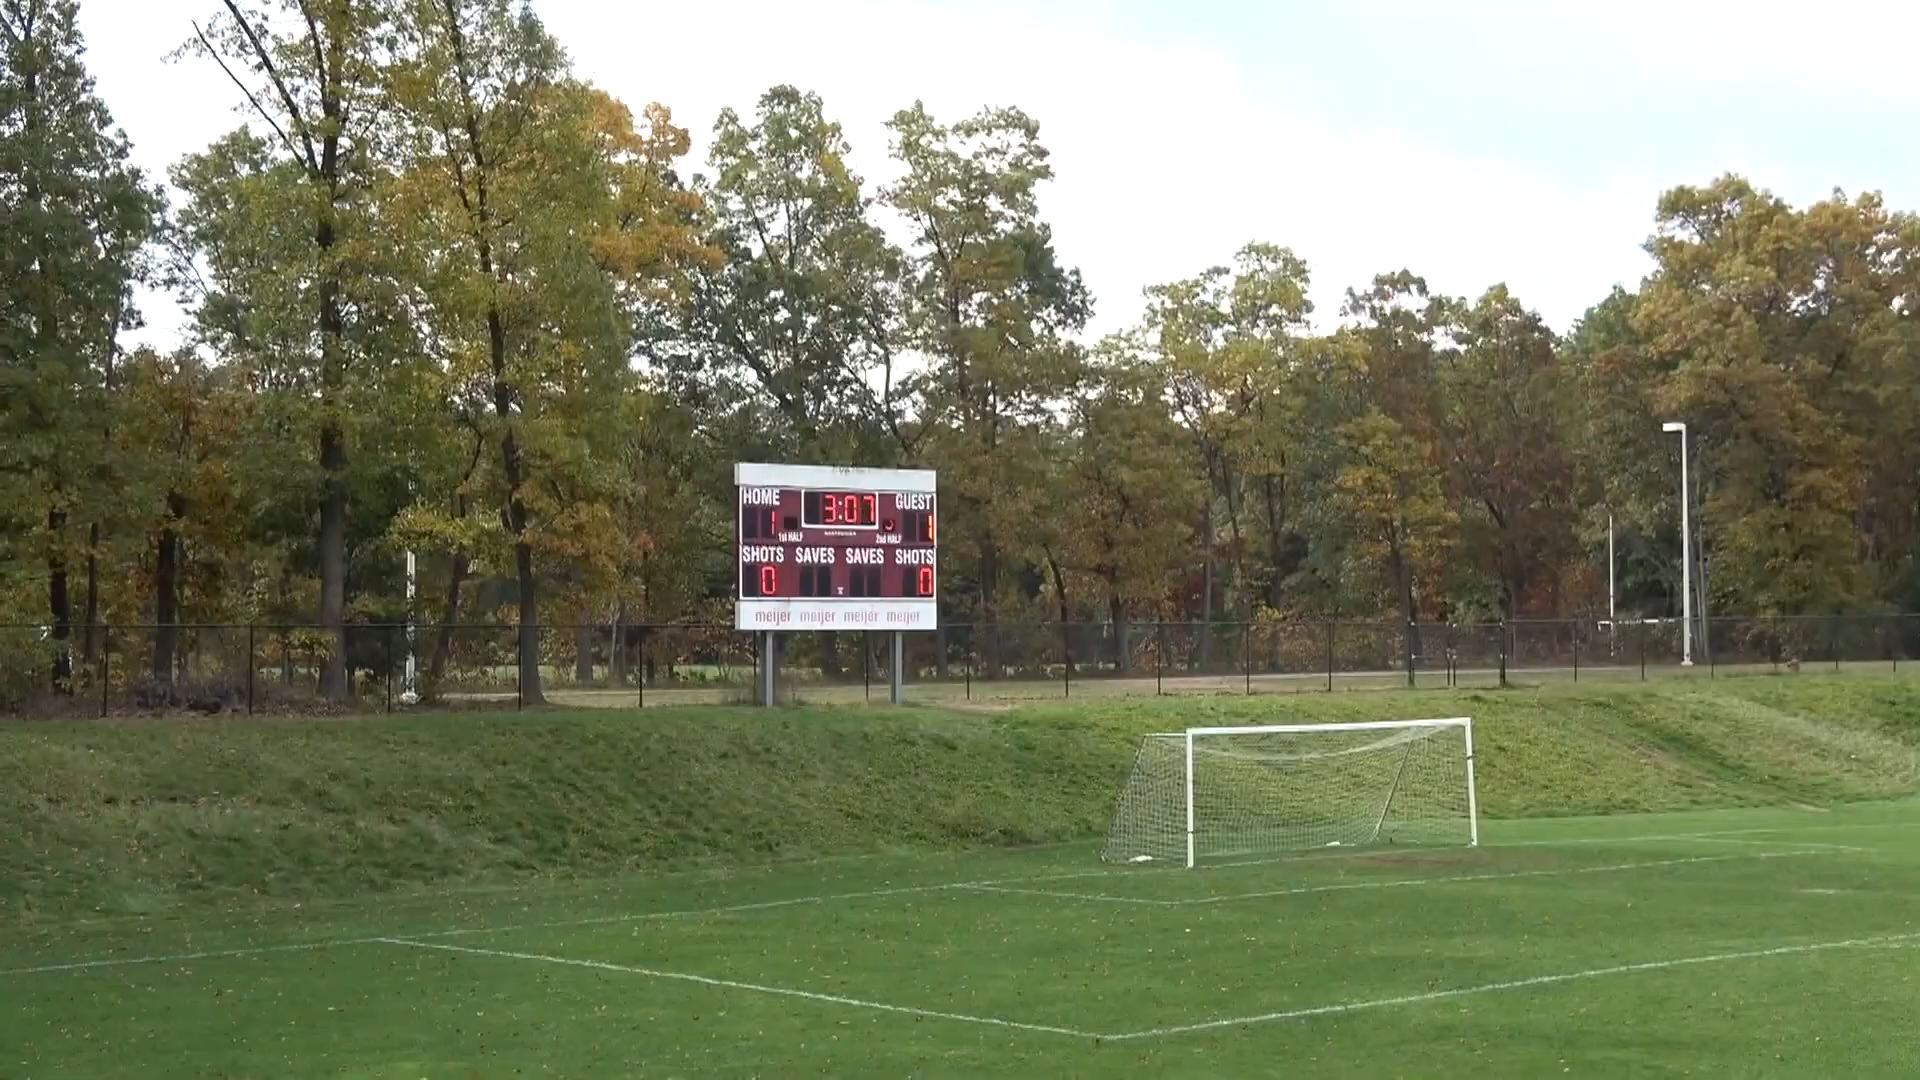 HOME 3:07 GUEST
1 1
1st HALF 2nd HALF
SHOTS SAVES SAVES SHOTS
0 0
meijer meijer meijer meijer